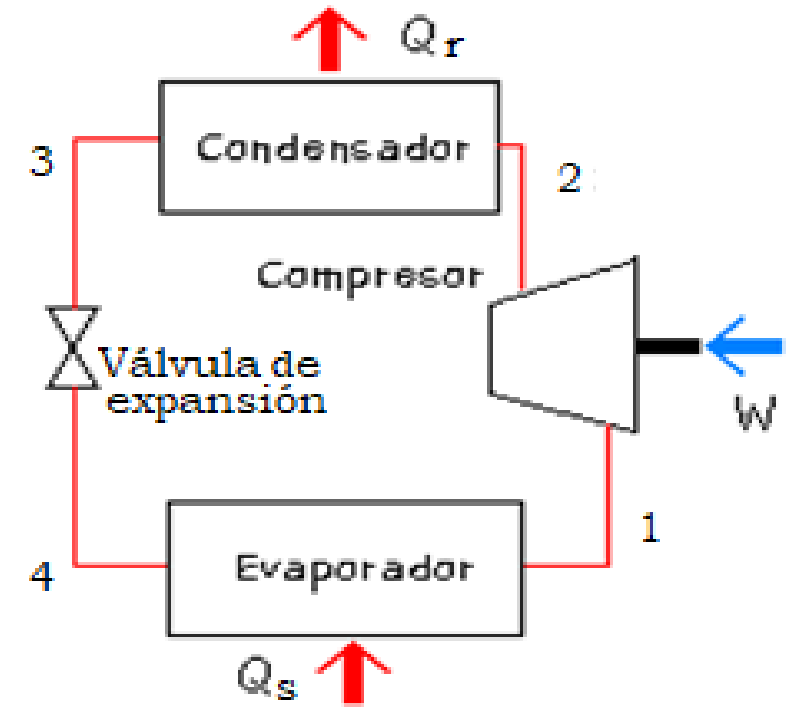 Qr
Condensador
3
2
Compresor
Válvula de
expansión
W
1
4
Evaporador
Qs